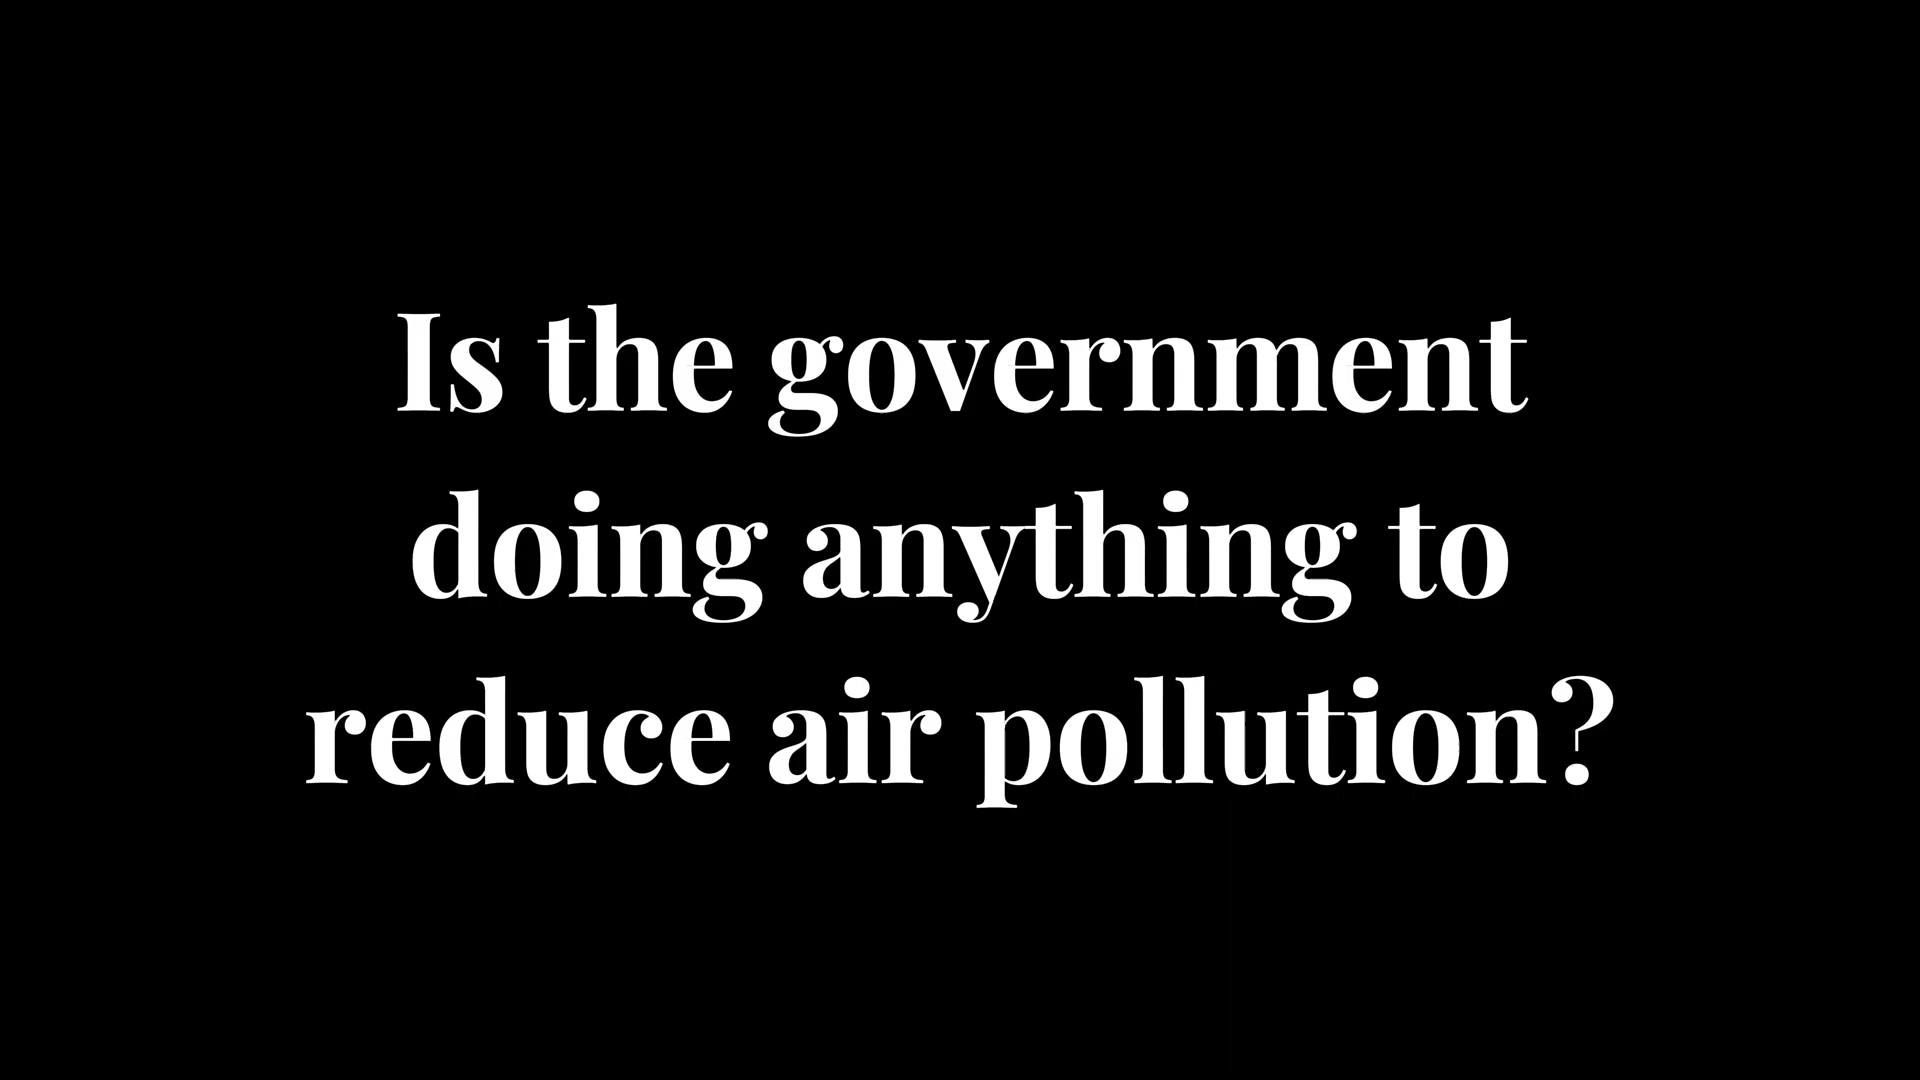 Is the government
doing anything to
reduce air pollution?